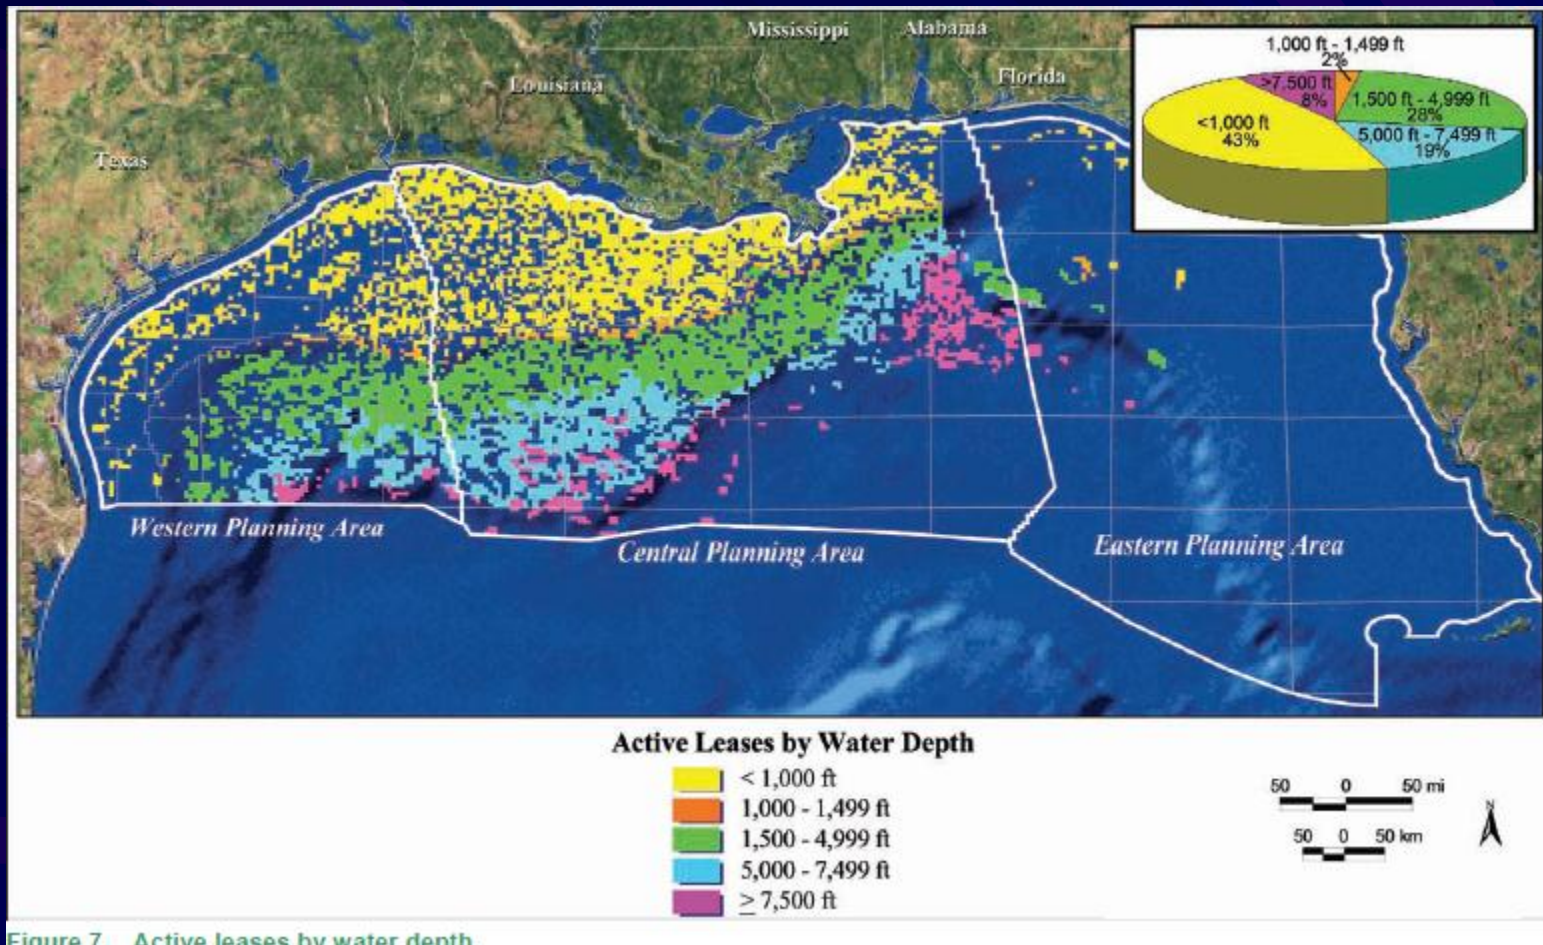 Mississippi
Alabama
Louisiana
Florida
Texas
1,000 ft - 1,499 ft
2%
>7,500 ft
8%
1,500 ft - 4,999 ft
28%
<1,000 ft
43%
5,000 ft - 7,499 ft
19%
Western Planning Area
Central Planning Area
Eastern Planning Area
Active Leases by Water Depth
< 1,000 ft
1,000 - 1,499 ft
1,500 - 4,999 ft
5,000 - 7,499 ft
≥ 7,500 ft
50 0 50 mi
50 0 50 km
N
Figure 7. Active leases by water depth